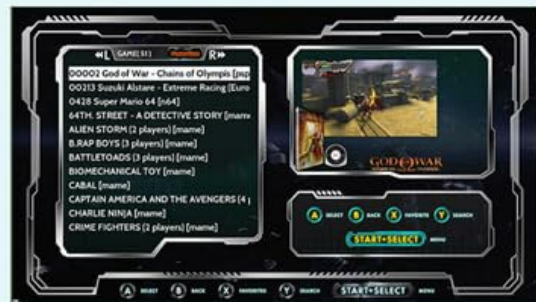 L GAME[51] R
00002 God of War - Chains of Olympis [psp
00213 Suzuki Alstare - Extreme Racing [Euro
0428 Super Mario 64 [n64]
64TH. STREET - A DETECTIVE STORY [mame
ALIEN STORM (2 players) [mame]
B.RAP BOYS (3 players) [mame]
BATTLETOADS (3 players) [mame]
BIOMECHANICAL TOY [mame]
CABAL [mame]
CAPTAIN AMERICA AND THE AVENGERS (4 p
CHARLIE NINJA [mame]
CRIME FIGHTERS (2 players) [mame]
GOD OF WAR
A SELECT B BACK X FAVORITE Y SEARCH
START+SELECT MENU
A SELECT B BACK X FAVORITES Y SEARCH START+SELECT MENU